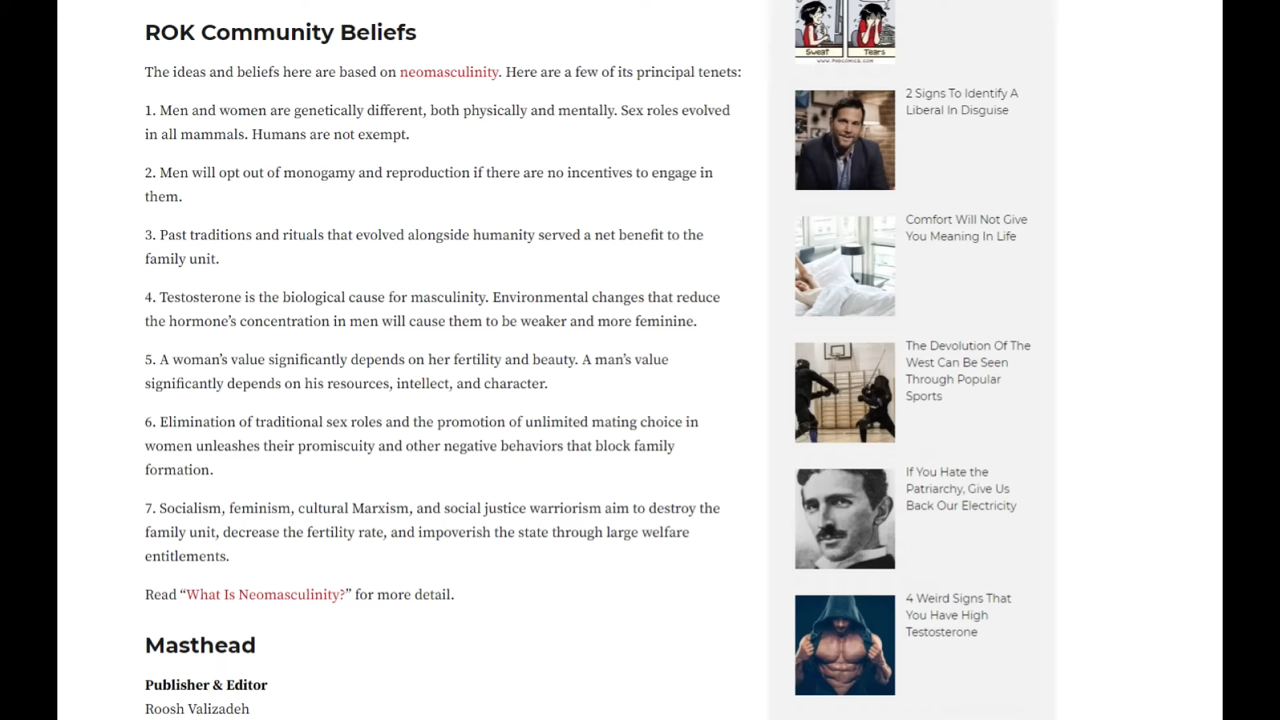 ROK Community Beliefs
The ideas and beliefs here are based on neomasculinity. Here are a few of its principal tenets:
1. Men and women are genetically different, both physically and mentally. Sex roles evolved
in all mammals. Humans are not exempt.
2. Men will opt out of monogamy and reproduction if there are no incentives to engage in
them.
3. Past traditions and rituals that evolved alongside humanity served a net benefit to the
family unit.
4. Testosterone is the biological cause for masculinity. Environmental changes that reduce
the hormone’s concentration in men will cause them to be weaker and more feminine.
5. A woman’s value significantly depends on her fertility and beauty. A man’s value
significantly depends on his resources, intellect, and character.
6. Elimination of traditional sex roles and the promotion of unlimited mating choice in
women unleashes their promiscuity and other negative behaviors that block family
formation.
7. Socialism, feminism, cultural Marxism, and social justice warriorism aim to destroy the
family unit, decrease the fertility rate, and impoverish the state through large welfare
entitlements.
Read “What Is Neomasculinity?” for more detail.
Masthead
Publisher & Editor
Roosh Valizadeh
Sweat
Tears
www.phdcomics.com
2 Signs To Identify A
Liberal In Disguise
Comfort Will Not Give
You Meaning In Life
The Devolution Of The
West Can Be Seen
Through Popular
Sports
If You Hate the
Patriarchy, Give Us
Back Our Electricity
4 Weird Signs That
You Have High
Testosterone